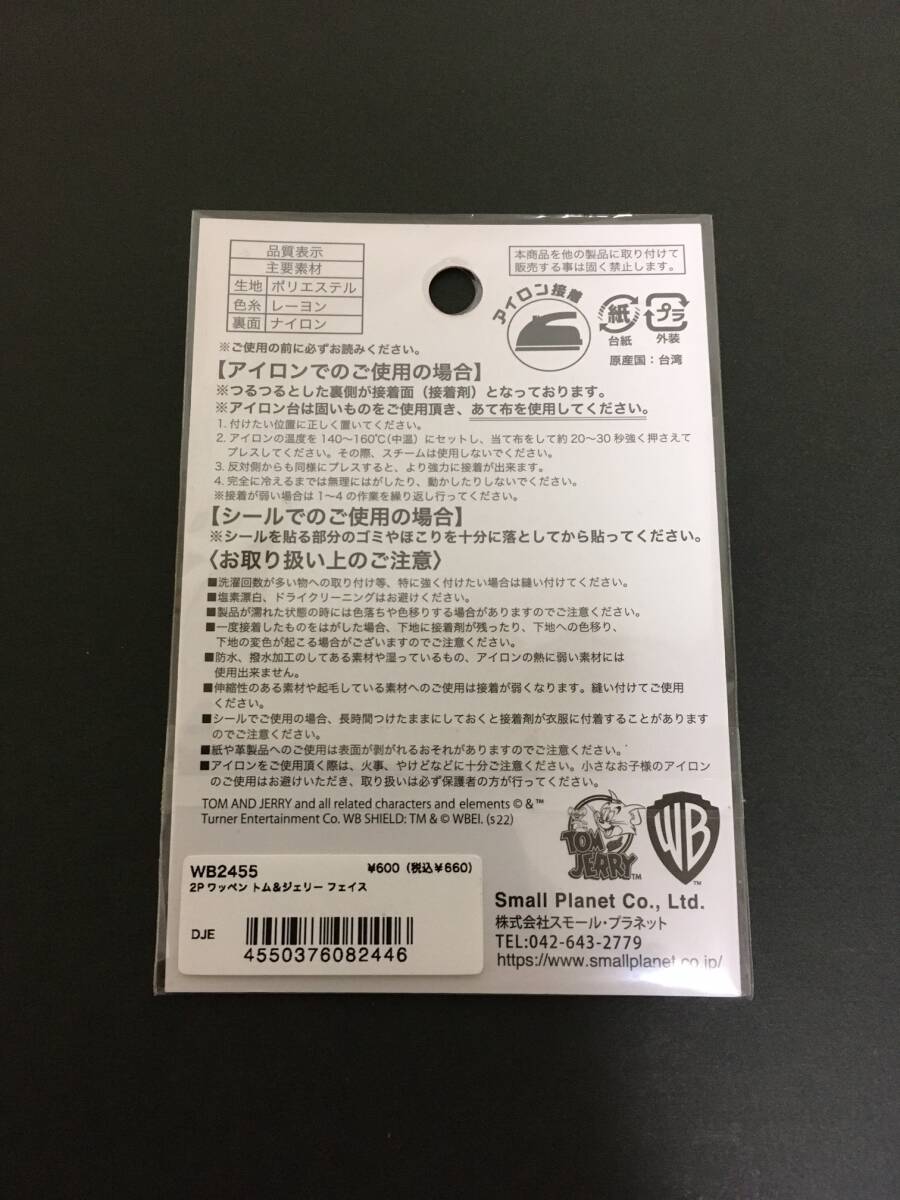 品質表示
主要素材
生地 ポリエステル
色糸 レーヨン
裏面 ナイロン
本商品を他の製品に取り付けて
販売する事は固く禁止します。
アイロン接着
紙
台紙
プラ
外装
原産国：台湾
※ご使用の前に必ずお読みください。
【アイロンでのご使用の場合】
※つるつるとした裏側が接着面（接着剤）となっております。
※アイロン台は固いものをご使用頂き、あて布を使用してください。
1. 付けたい位置に正しく置いてください。
2. アイロンの温度を140〜160℃（中温）にセットし、当て布をして約20〜30秒強く押さえて
プレスしてください。その際、スチームは使用しないでください。
3. 反対側からも同様にプレスすると、より強力に接着が出来ます。
4. 完全に冷えるまでは無理にはがしたり、動かしたりしないでください。
※接着が弱い場合は1〜4の作業を繰り返し行ってください。
【シールでのご使用の場合】
※シールを貼る部分のゴミやほこりを十分に落としてから貼ってください。
〈お取り扱い上のご注意〉
■洗濯回数が多い物への取り付け等、特に強く付けたい場合は縫い付けてください。
■塩素漂白、ドライクリーニングはお避けください。
■製品が濡れた状態の時には色落ちや色移りする場合がありますのでご注意ください。
■一度接着したものをはがした場合、下地に接着剤が残ったり、下地への色移り、
下地の変色が起こる場合がございますのでご注意ください。
■防水、撥水加工のしてある素材や湿っているもの、アイロンの熱に弱い素材には
使用出来ません。
■伸縮性のある素材や起毛している素材へのご使用は接着が弱くなります。縫い付けてご使用
ください。
■シールでご使用の場合、長時間つけたままにしておくと接着剤が衣服に付着することがあります
のでご注意ください。
■紙や革製品へのご使用は表面が剥がれるおそれがありますのでご注意ください。
■アイロンをご使用頂く際は、火事、やけどなどに十分ご注意ください。小さなお子様のアイロン
のご使用はお避けいただき、取り扱いは必ず保護者の方が行ってください。
TOM AND JERRY and all related characters and elements © & ™
Turner Entertainment Co. WB SHIELD: TM & © WBEI. (s22)
TOM AND JERRY™
WB™
WB2455 ¥600（税込¥660）
2P ワッペン トム＆ジェリー フェイス
DJE
4550376082446
Small Planet Co., Ltd.
株式会社スモール・プラネット
TEL:042-643-2779
https://www.smallplanet.co.jp/